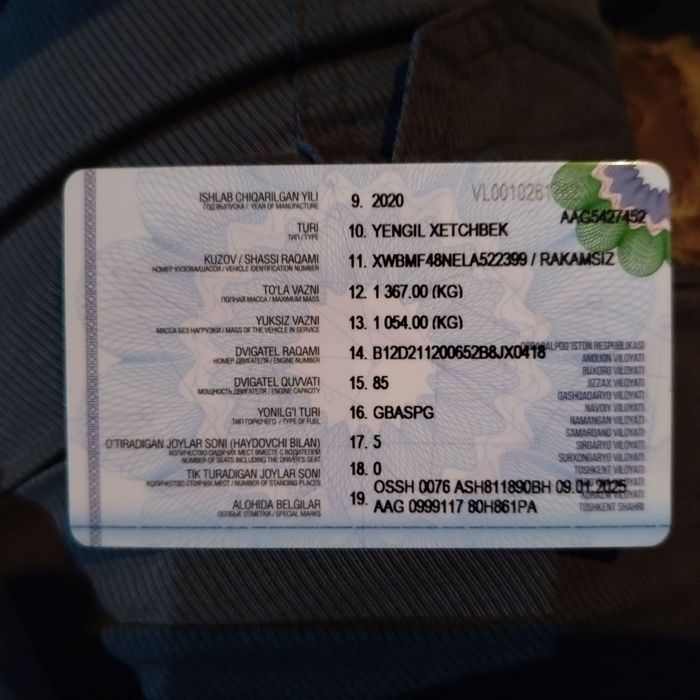 ISHLAB CHIQARILGAN YILI 9. 2020
ГОД ВЫПУСКА / YEAR OF MANUFACTURE
AAG5427452
TURI 10. YENGIL XETCHBEK
ТИП / TYPE
KUZOV / SHASSI RAQAMI 11. XWBMF48NELA522399 / RAKAMSIZ
НОМЕР КУЗОВА/ШАССИ / VEHICLE IDENTIFICATION NUMBER
TO'LA VAZNI 12. 1 367.00 (KG)
ПОЛНАЯ МАССА / MAXIMUM MASS
YUKSIZ VAZNI 13. 1 054.00 (KG)
МАССА БЕЗ НАГРУЗКИ / MASS OF THE VEHICLE IN SERVICE
DVIGATEL RAQAMI 14. B12D211200652B8JX0418
НОМЕР ДВИГАТЕЛЯ / ENGINE NUMBER
RESPUBLIKASI
ANDIJON VILOYATI
BUXORO VILOYATI
DVIGATEL QUVVATI 15. 85
МОЩНОСТЬ ДВИГАТЕЛЯ / ENGINE CAPACITY
JIZZAX VILOYATI
QASHQADARYO VILOYATI
YONILG'I TURI 16. GBASPG
ТИП ГОРЮЧЕГО / TYPE OF FUEL
NAVOIY VILOYATI
NAMANGAN VILOYATI
SAMARQAND VILOYATI
O'TIRADIGAN JOYLAR SONI (HAYDOVCHI BILAN) 17. 5
КОЛИЧЕСТВО СИДЯЧИХ МЕСТ ВМЕСТЕ С ВОДИТЕЛЕМ
NUMBER OF SEATS INCLUDING THE DRIVER'S SEAT
SIRDARYO VILOYATI
SURXONDARYO VILOYATI
TIK TURADIGAN JOYLAR SONI 18. 0
КОЛИЧЕСТВО СТОЯЧИХ МЕСТ / NUMBER OF STANDING PLACES
TOSHKENT VILOYATI
ALOHIDA BELGILAR 19. OSSH 0076 ASH811890BH 09.01.2025
ОСОБЫЕ ОТМЕТКИ / SPECIAL MARKS
AAG 0999117 80H861PA
TOSHKENT SHAHRI